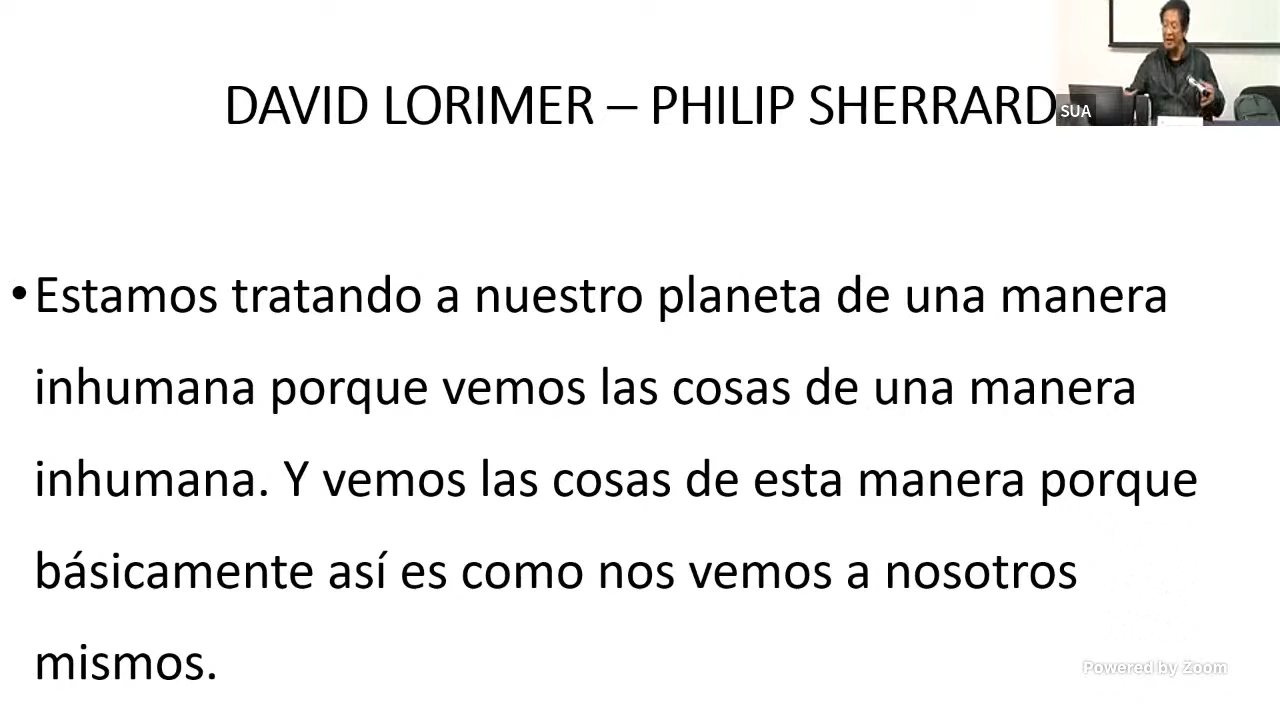 DAVID LORIMER – PHILIP SHERRARD
SUA
•Estamos tratando a nuestro planeta de una manera
inhumana porque vemos las cosas de una manera
inhumana. Y vemos las cosas de esta manera porque
básicamente así es como nos vemos a nosotros
mismos.
Powered by Zoom